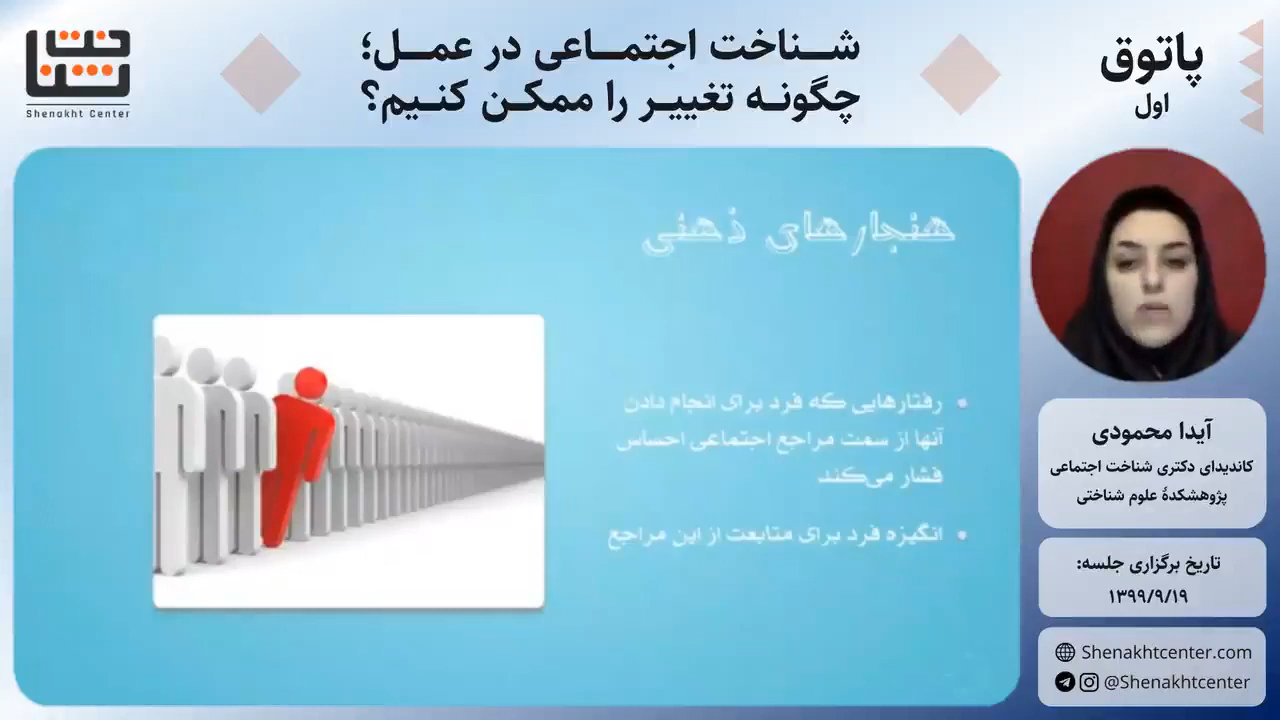 شناخت
Shenakht Center
شناخت اجتماعی در عمل؛
چگونه تغییر را ممکن کنیم؟
پاتوق
اول
هنجارهای ذهنی
رفتارهایی که فرد برای انجام دادن
آنها از سمت مراجع اجتماعی احساس
فشار می‌کند
انگیزه فرد برای متابعت از این مراجع
آیدا محمودی
کاندیدای دکتری شناخت اجتماعی
پژوهشکدهٔ علوم شناختی
تاریخ برگزاری جلسه:
۱۳۹۹/۹/۱۹
Shenakhtcenter.com
@Shenakhtcenter